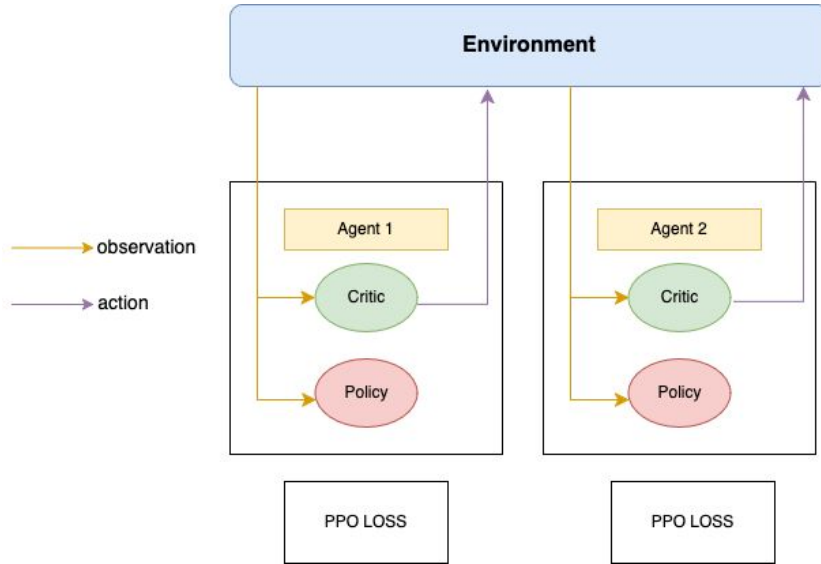 Environment
Agent 1
Agent 2
observation
Critic
Critic
action
Policy
Policy
PPO LOSS
PPO LOSS